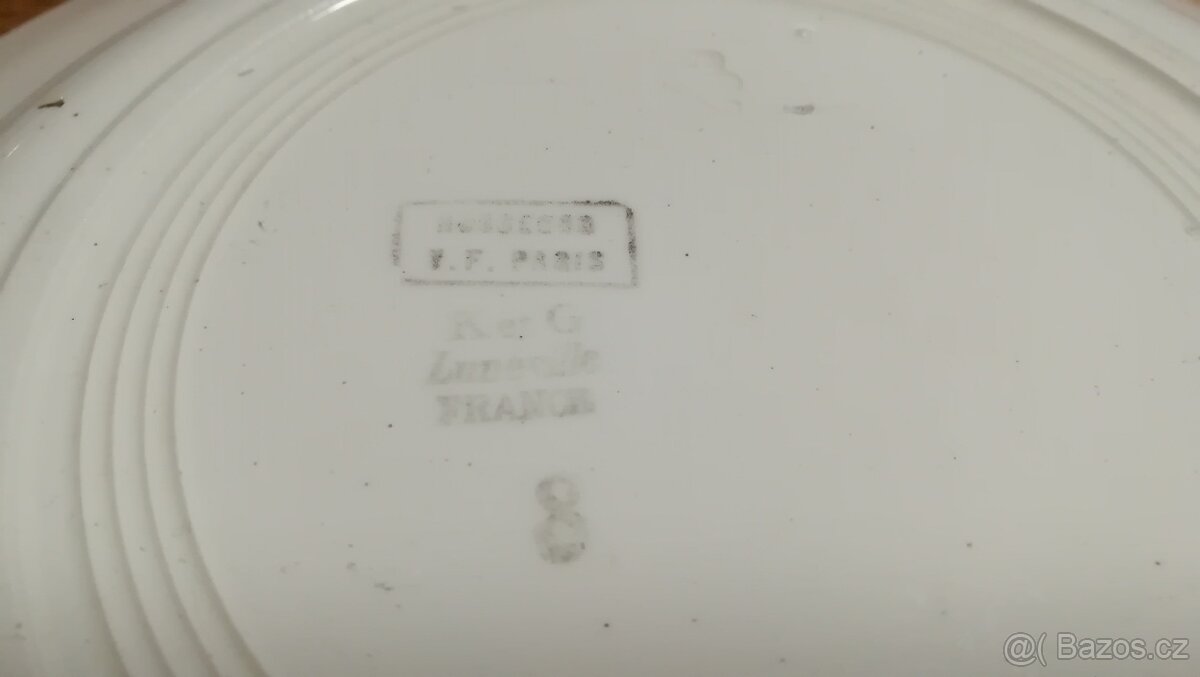 V.F. PARIS
K et G
Luneville
FRANCE
8
@( Bazos.cz